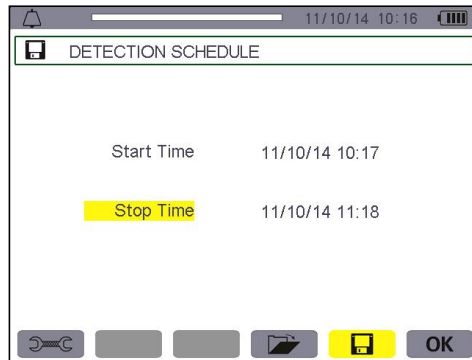 11/10/14 10:16
DETECTION SCHEDULE
Start Time 11/10/14 10:17
Stop Time 11/10/14 11:18
OK